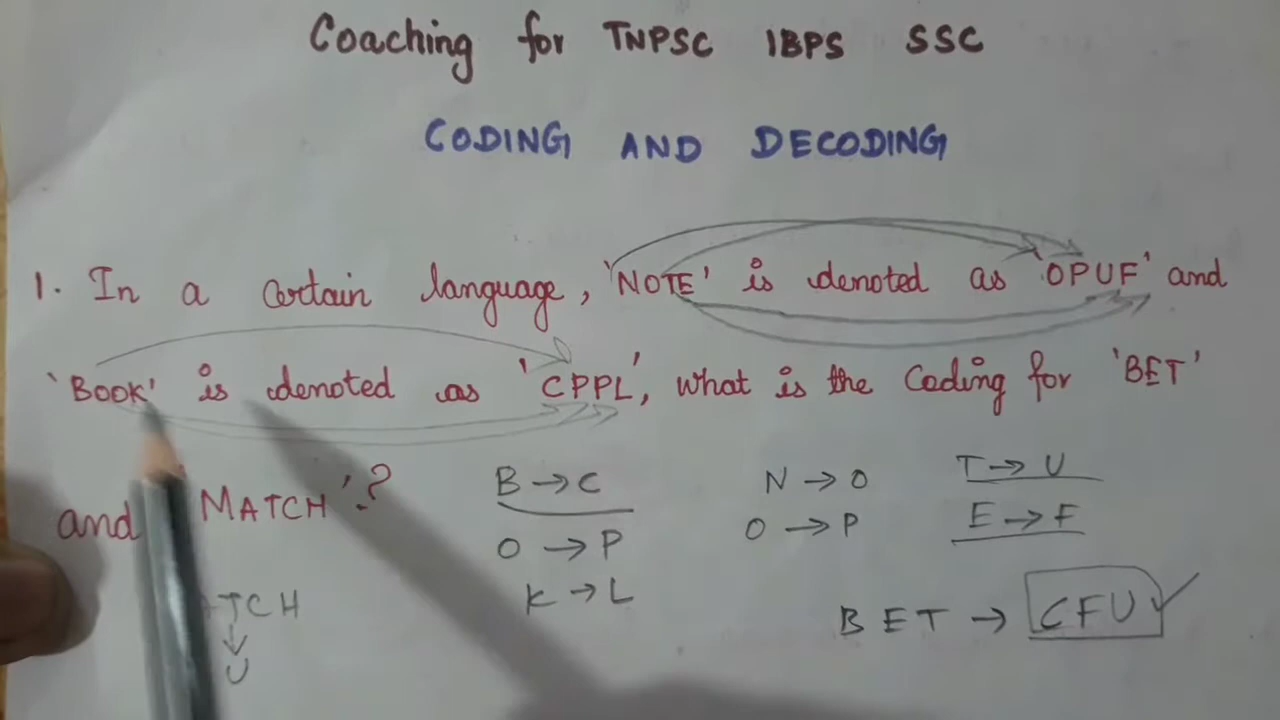 Coaching for TNPSC IBPS SSC
CODING AND DECODING
1. In a certain language, 'NOTE' is denoted as 'OPUF' and
'BOOK' is denoted as 'CPPL', what is the Coding for 'BET'
and 'MATCH'?
B → C
O → P
K → L
N → O
O → P
T → U
E → F
BET → CFU ✓
TCH
↓
U